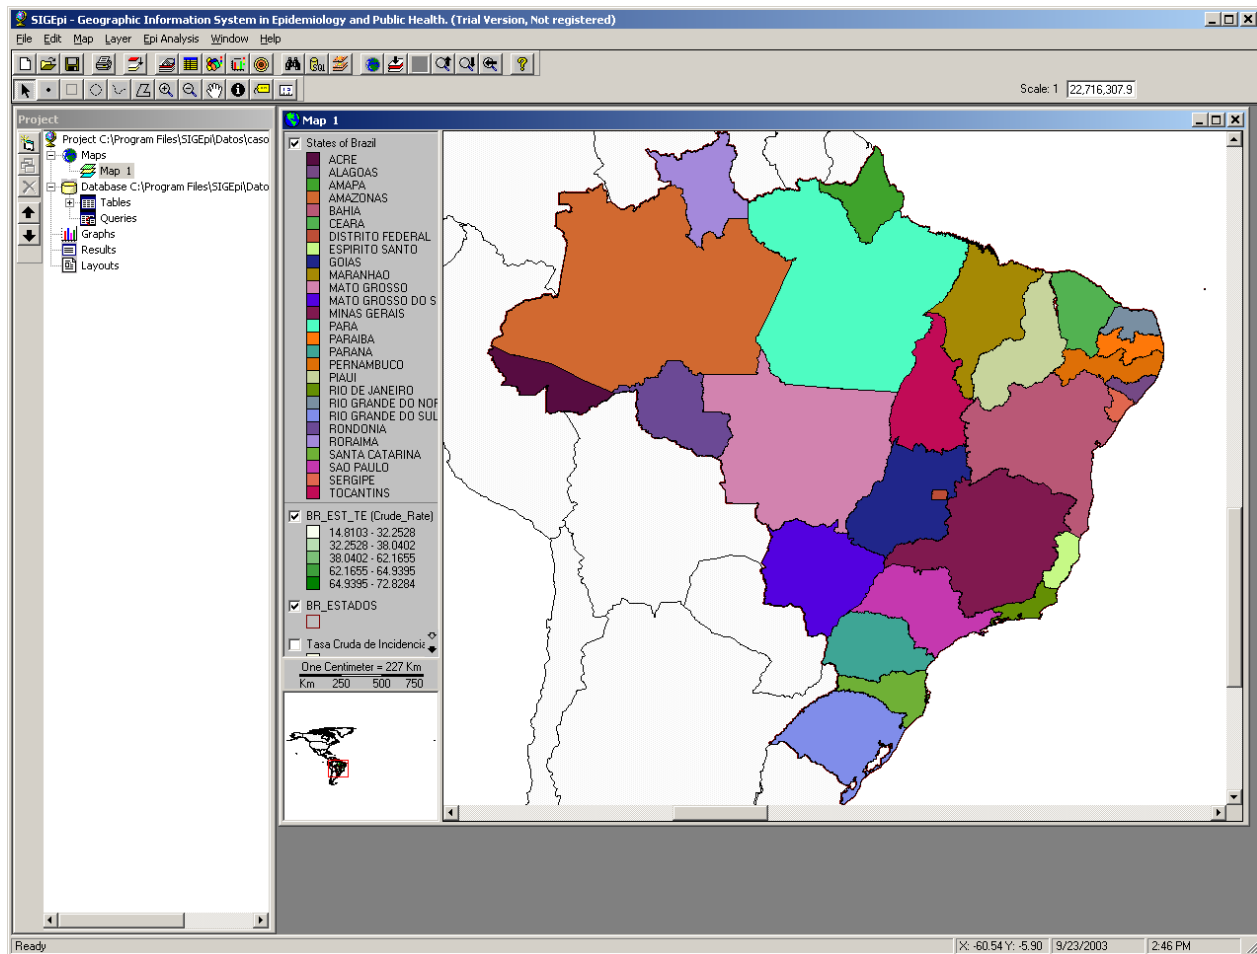 SIGEpi - Geographic Information System in Epidemiology and Public Health. (Trial Version, Not registered)
File Edit Map Layer Epi Analysis Window Help
Scale: 1 22,716,307.9
Project
Project C:\Program Files\SIGEpi\Datos\caso
Maps
Map 1
Database C:\Program Files\SIGEpi\Dato
Tables
Queries
Graphs
Results
Layouts
Map 1
States of Brazil
ACRE
ALAGOAS
AMAPA
AMAZONAS
BAHIA
CEARA
DISTRITO FEDERAL
ESPIRITO SANTO
GOIAS
MARANHAO
MATO GROSSO
MATO GROSSO DO S
MINAS GERAIS
PARA
PARAIBA
PARANA
PERNAMBUCO
PIAUI
RIO DE JANEIRO
RIO GRANDE DO NOR
RIO GRANDE DO SUL
RONDONIA
RORAIMA
SANTA CATARINA
SAO PAULO
SERGIPE
TOCANTINS
BR_EST_TE (Crude_Rate)
14.8103 - 32.2528
32.2528 - 38.0402
38.0402 - 62.1655
62.1655 - 64.9395
64.9395 - 72.8284
BR_ESTADOS
Tasa Cruda de Incidencia
One Centimeter = 227 Km
Km 250 500 750
Ready
X: -60.54 Y: -5.90
9/23/2003
2:46 PM